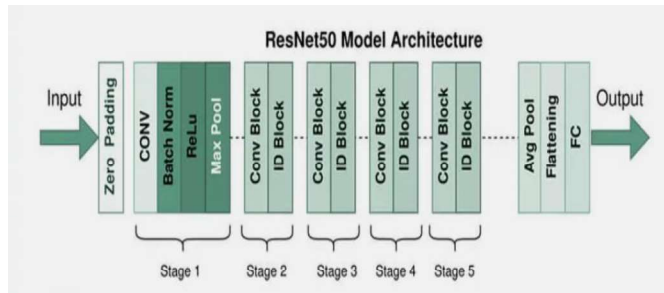 ResNet50 Model Architecture
Input
Zero Padding
CONV
Batch Norm
ReLu
Max Pool
Conv Block
ID Block
Conv Block
ID Block
Conv Block
ID Block
Conv Block
ID Block
Avg Pool
Flattening
FC
Output
Stage 1
Stage 2
Stage 3
Stage 4
Stage 5